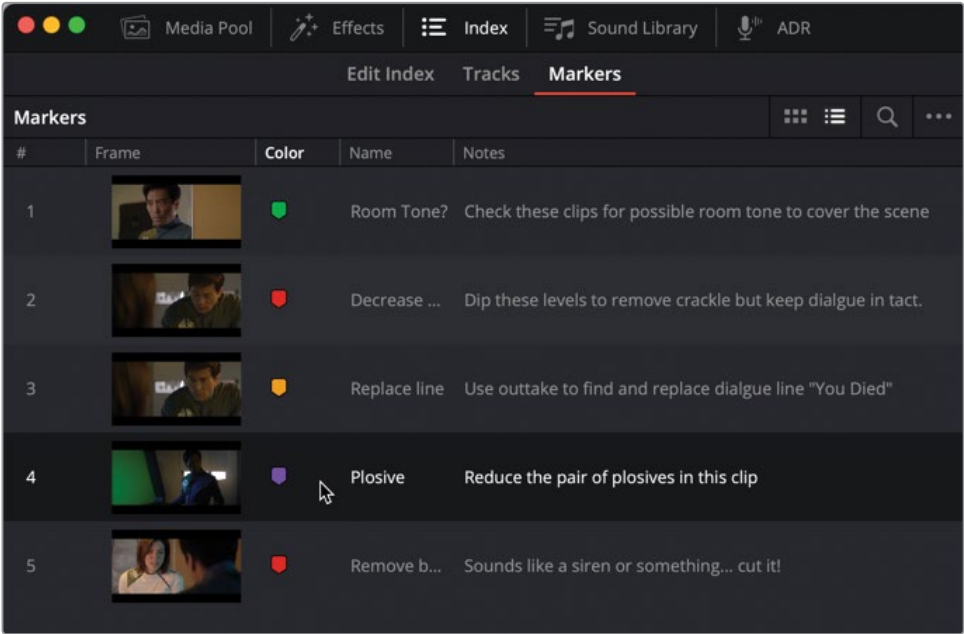 Media Pool Effects Index Sound Library ADR
Edit Index Tracks Markers
Markers
# Frame Color Name Notes
1 Room Tone? Check these clips for possible room tone to cover the scene
2 Decrease ... Dip these levels to remove crackle but keep dialgue in tact.
3 Replace line Use outtake to find and replace dialgue line "You Died"
4 Plosive Reduce the pair of plosives in this clip
5 Remove b... Sounds like a siren or something... cut it!